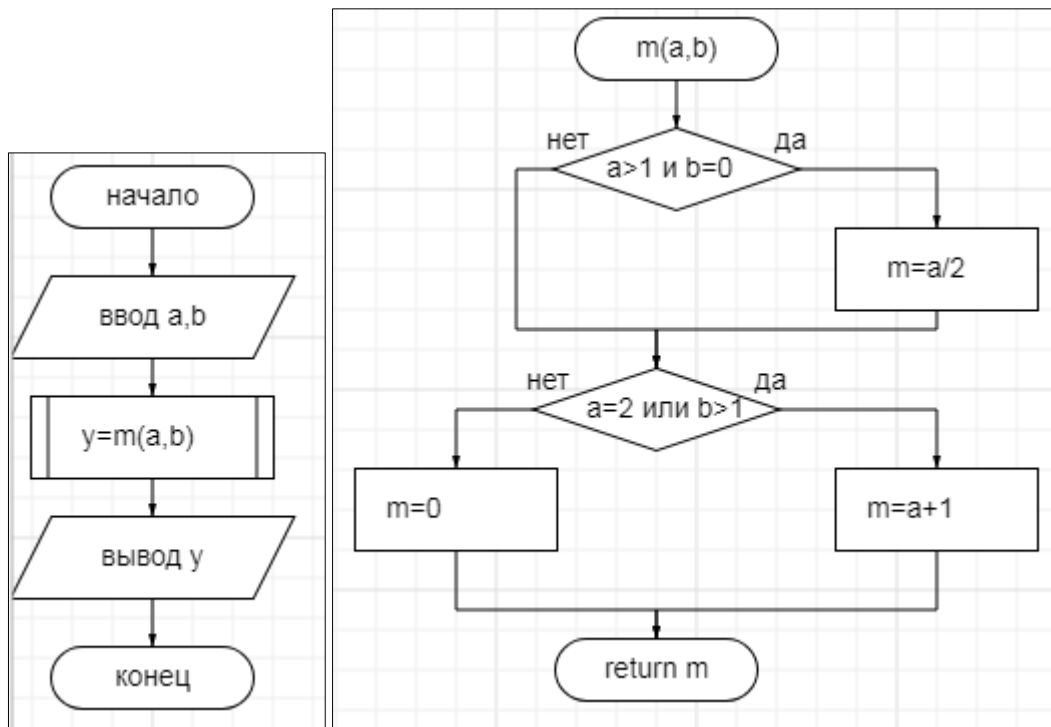 начало
ввод a,b
y=m(a,b)
вывод y
конец
m(a,b)
нет
да
a>1 и b=0
m=a/2
нет
да
a=2 или b>1
m=0
m=a+1
return m